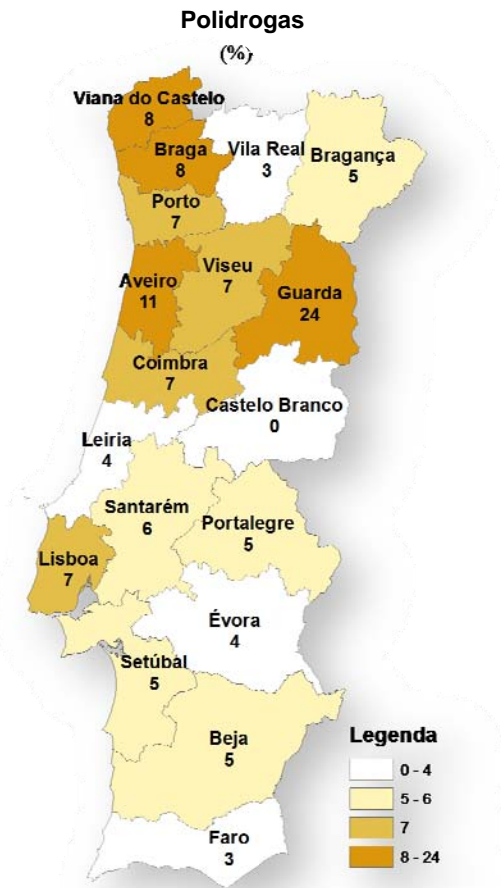 Polidrogas
(%)
Viana do Castelo
8
Braga
8
Vila Real
3
Bragança
5
Porto
7
Viseu
7
Aveiro
11
Guarda
24
Coimbra
7
Castelo Branco
0
Leiria
4
Santarém
6
Portalegre
5
Lisboa
7
Évora
4
Setúbal
5
Beja
5
Faro
3
Legenda
0 - 4
5 - 6
7
8 - 24